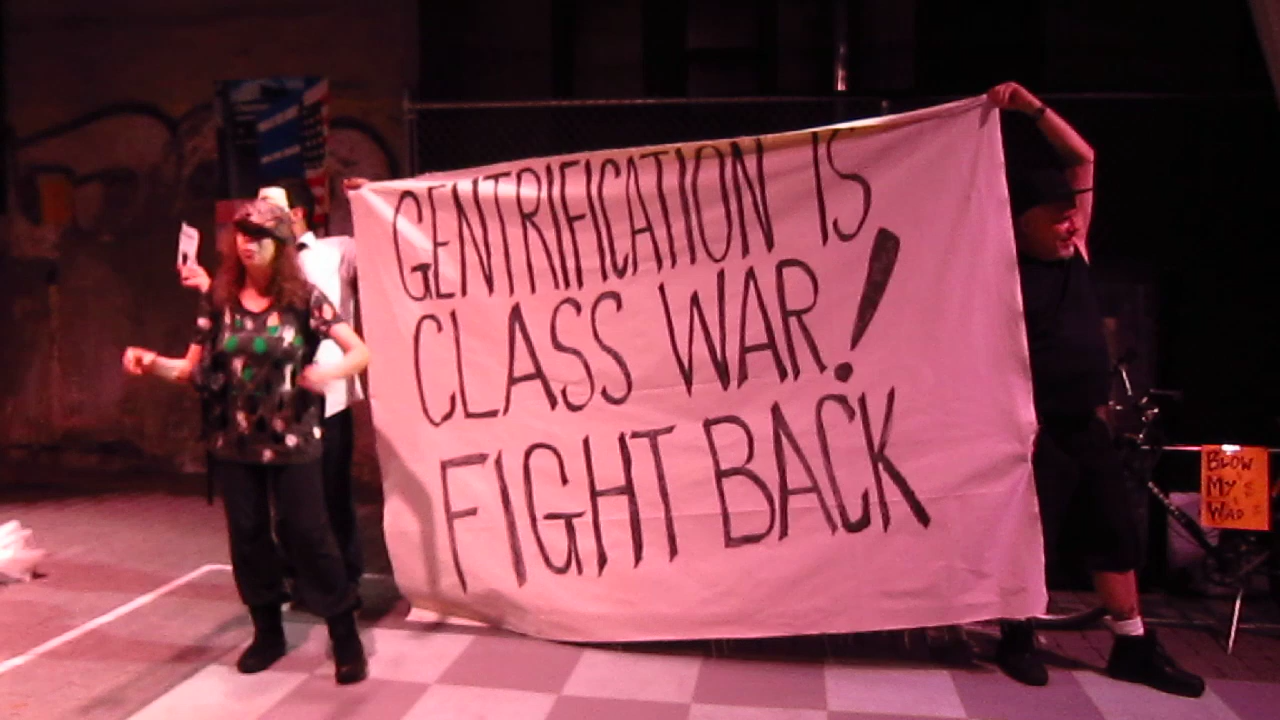 GENTRIFICATION IS
CLASS WAR!
FIGHT BACK
BLOW
MY
WAD